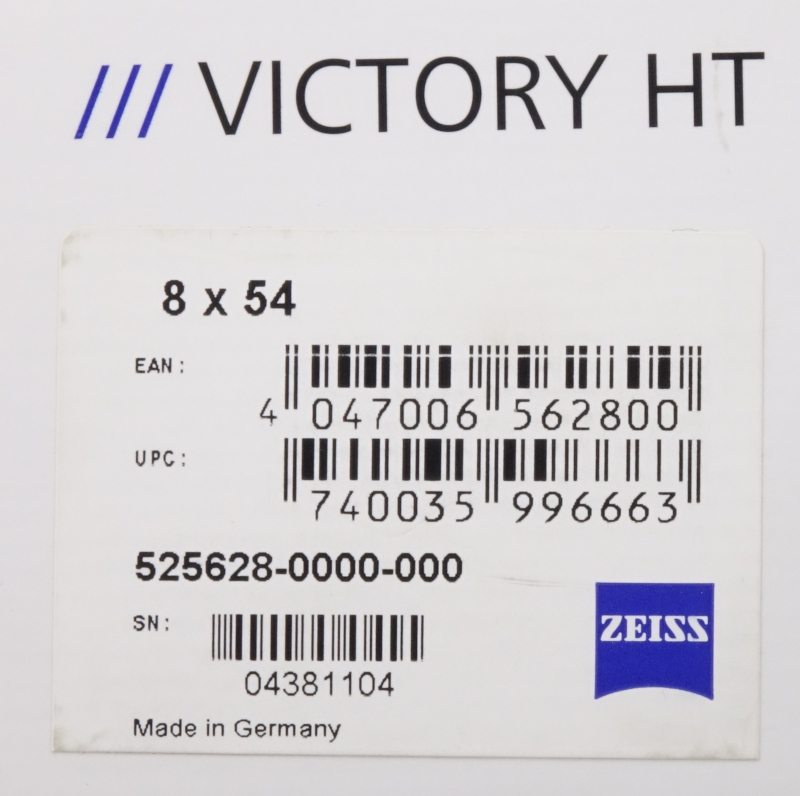 /// VICTORY HT
8 x 54
EAN:
4 047006 562800
UPC:
740035 996663
525628-0000-000
ZEISS
SN:
04381104
Made in Germany